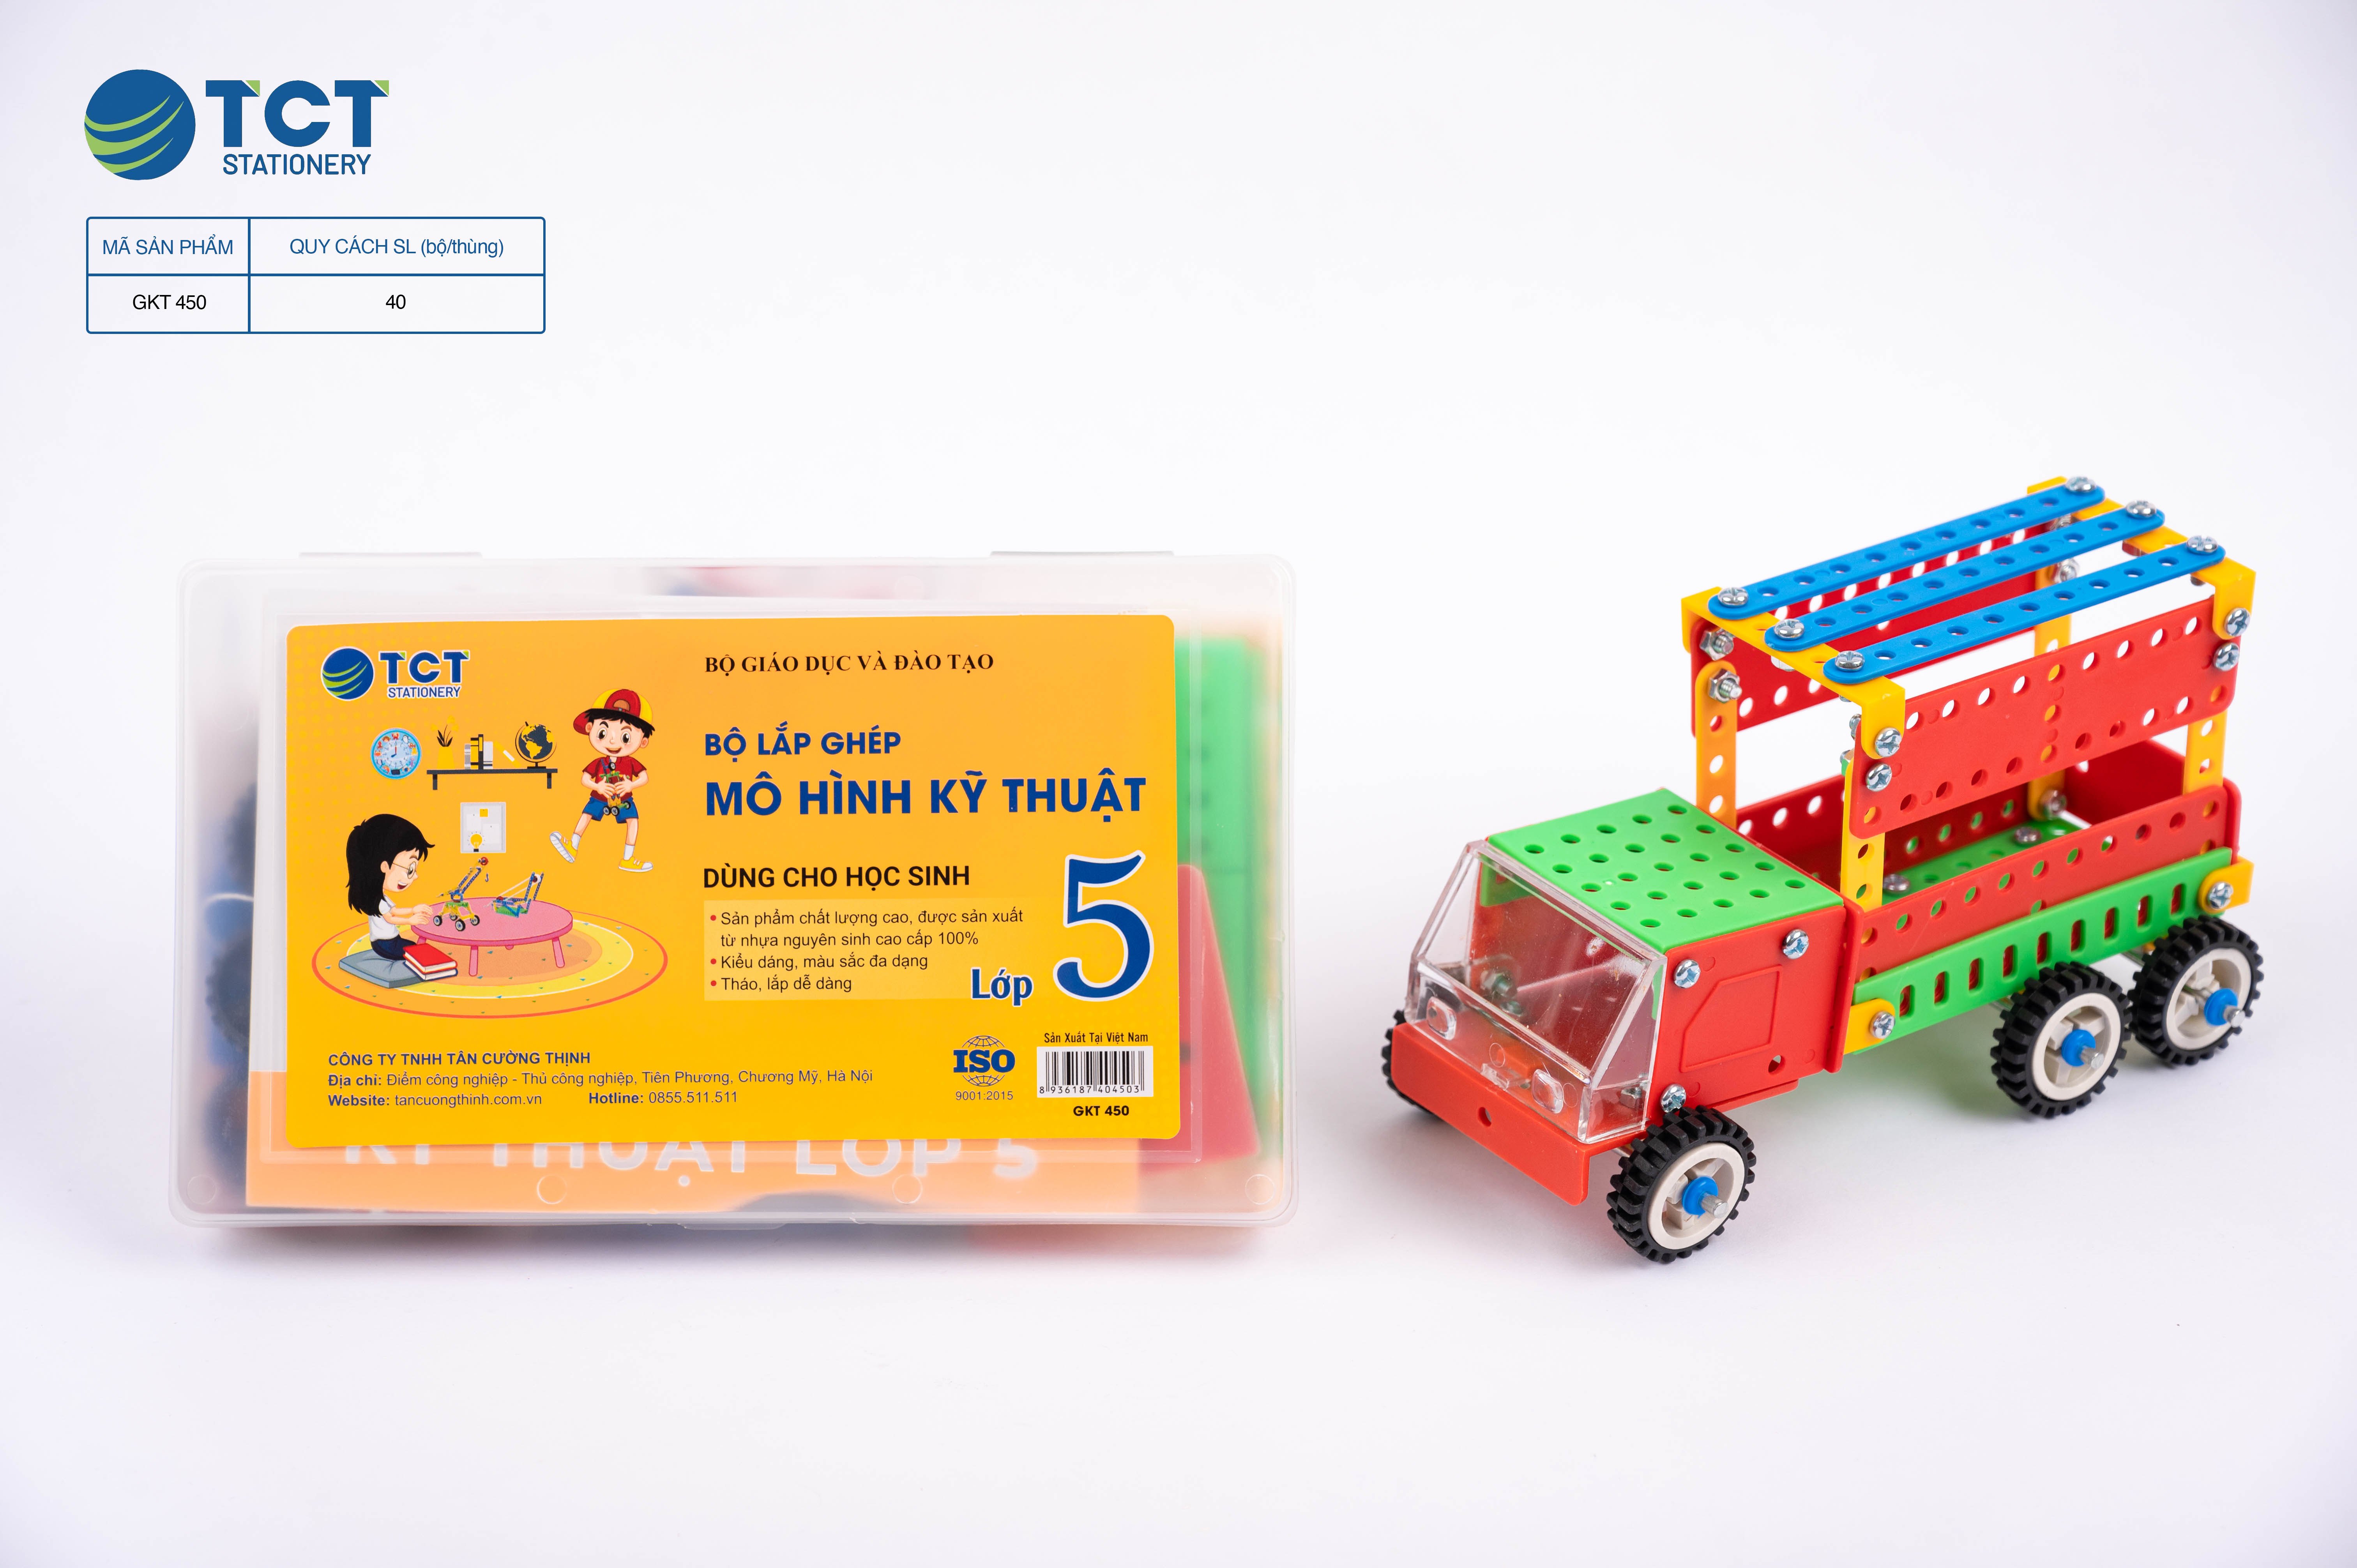 TCT
STATIONERY
MÃ SẢN PHẨM QUY CÁCH SL (bộ/thùng)
GKT 450 40
TCT
STATIONERY
BỘ GIÁO DỤC VÀ ĐÀO TẠO
BỘ LẮP GHÉP
MÔ HÌNH KỸ THUẬT
DÙNG CHO HỌC SINH
• Sản phẩm chất lượng cao, được sản xuất
từ nhựa nguyên sinh cao cấp 100%
• Kiểu dáng, màu sắc đa dạng
• Tháo, lắp dễ dàng
Lớp 5
CÔNG TY TNHH TÂN CƯỜNG THỊNH
Địa chỉ: Điểm công nghiệp - Thủ công nghiệp, Tiên Phương, Chương Mỹ, Hà Nội
Website: tancuongthinh.com.vn Hotline: 0855.511.511
ISO
9001:2015
Sản Xuất Tại Việt Nam
8 936187 404503
GKT 450
KỸ THUẬT LỚP 5